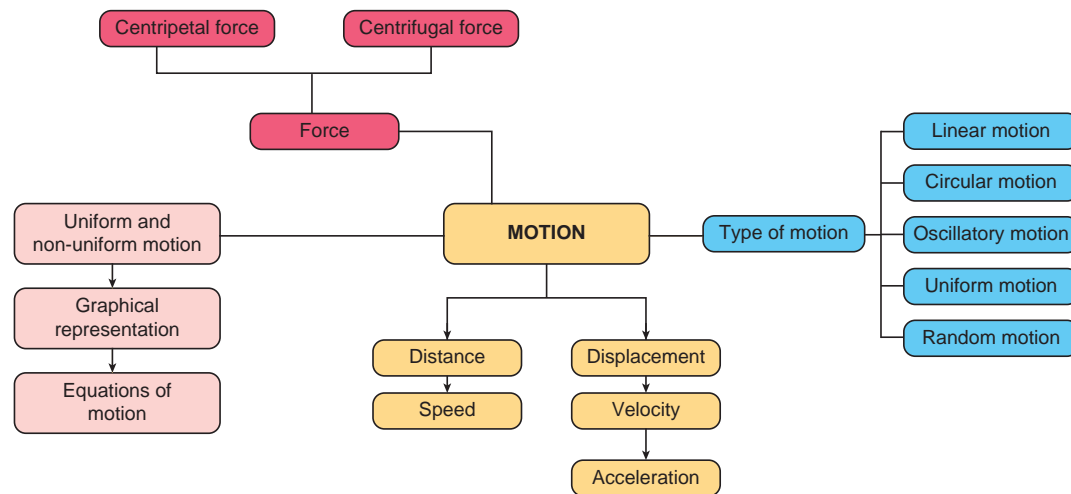 Centripetal force
Centrifugal force
Force
Linear motion
Circular motion
Uniform and
non-uniform motion
MOTION
Type of motion
Oscillatory motion
Uniform motion
Random motion
Graphical
representation
Distance
Displacement
Equations of
motion
Speed
Velocity
Acceleration